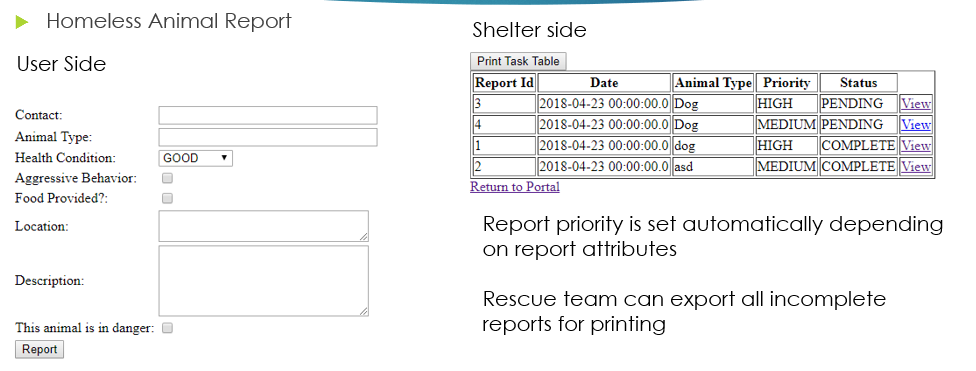 Homeless Animal Report
User Side
Contact:
Animal Type:
Health Condition: GOOD
Aggressive Behavior:
Food Provided?:
Location:
Description:
This animal is in danger:
Report
Shelter side
Print Task Table
Report Id Date Animal Type Priority Status
3 2018-04-23 00:00:00.0 Dog HIGH PENDING View
4 2018-04-23 00:00:00.0 Dog MEDIUM PENDING View
1 2018-04-23 00:00:00.0 dog HIGH COMPLETE View
2 2018-04-23 00:00:00.0 asd MEDIUM COMPLETE View
Return to Portal
Report priority is set automatically depending
on report attributes
Rescue team can export all incomplete
reports for printing